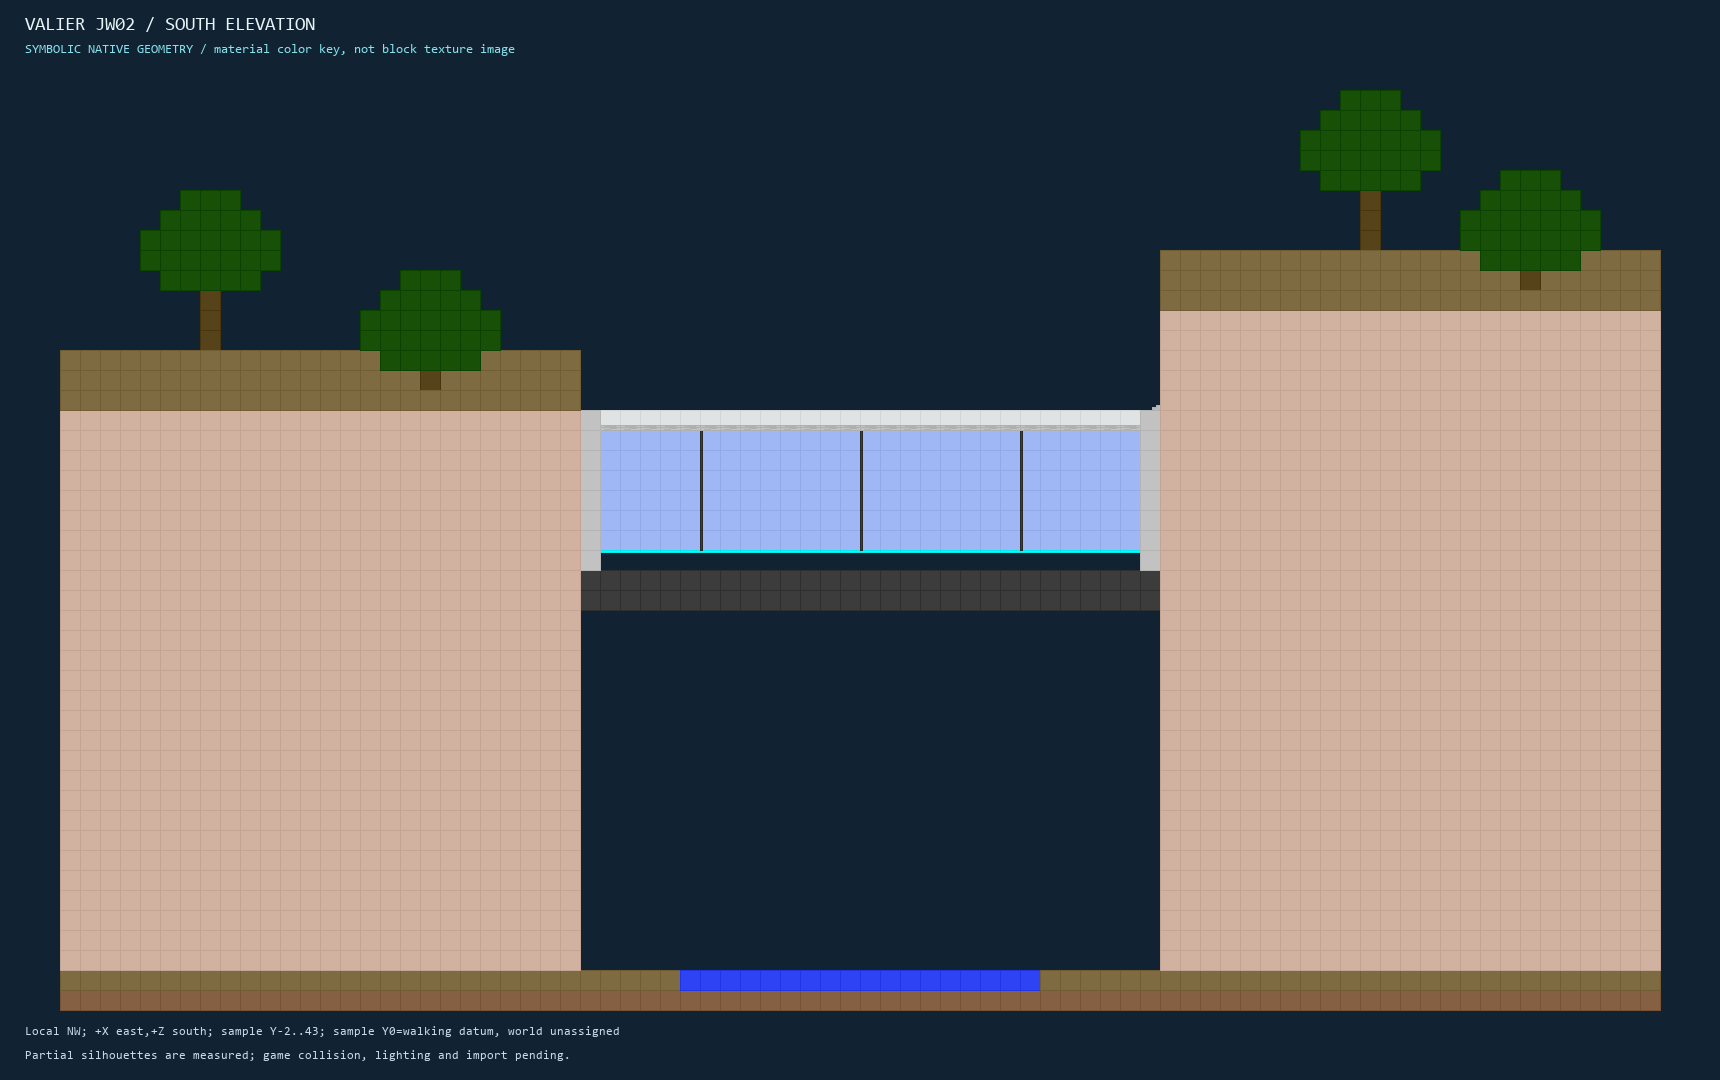 VALIER JW02 / SOUTH ELEVATION
SYMBOLIC NATIVE GEOMETRY / material color key, not block texture image
Local NW; +X east,+Z south; sample Y-2..43; sample Y0=walking datum, world unassigned
Partial silhouettes are measured; game collision, lighting and import pending.